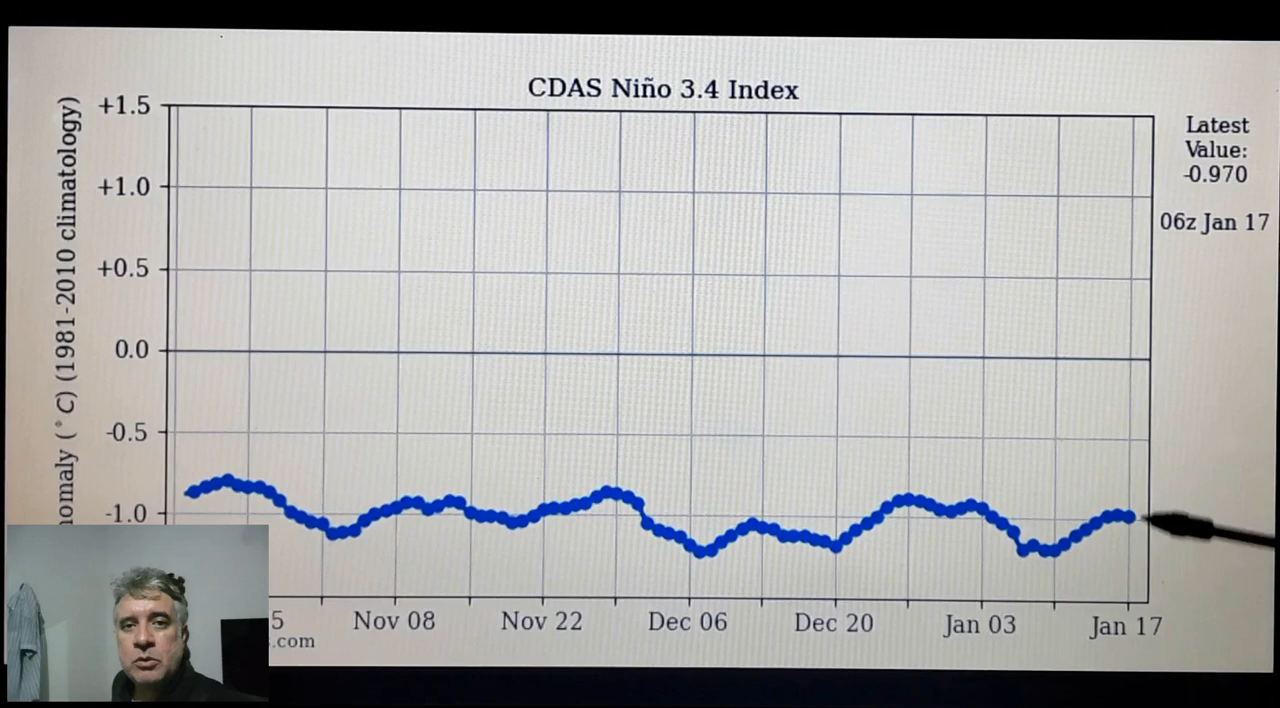 CDAS Niño 3.4 Index
+1.5
+1.0
+0.5
0.0
-0.5
-1.0
nomaly (°C) (1981-2010 climatology)
Latest
Value:
-0.970
06z Jan 17
5
Nov 08
Nov 22
Dec 06
Dec 20
Jan 03
Jan 17
s.com